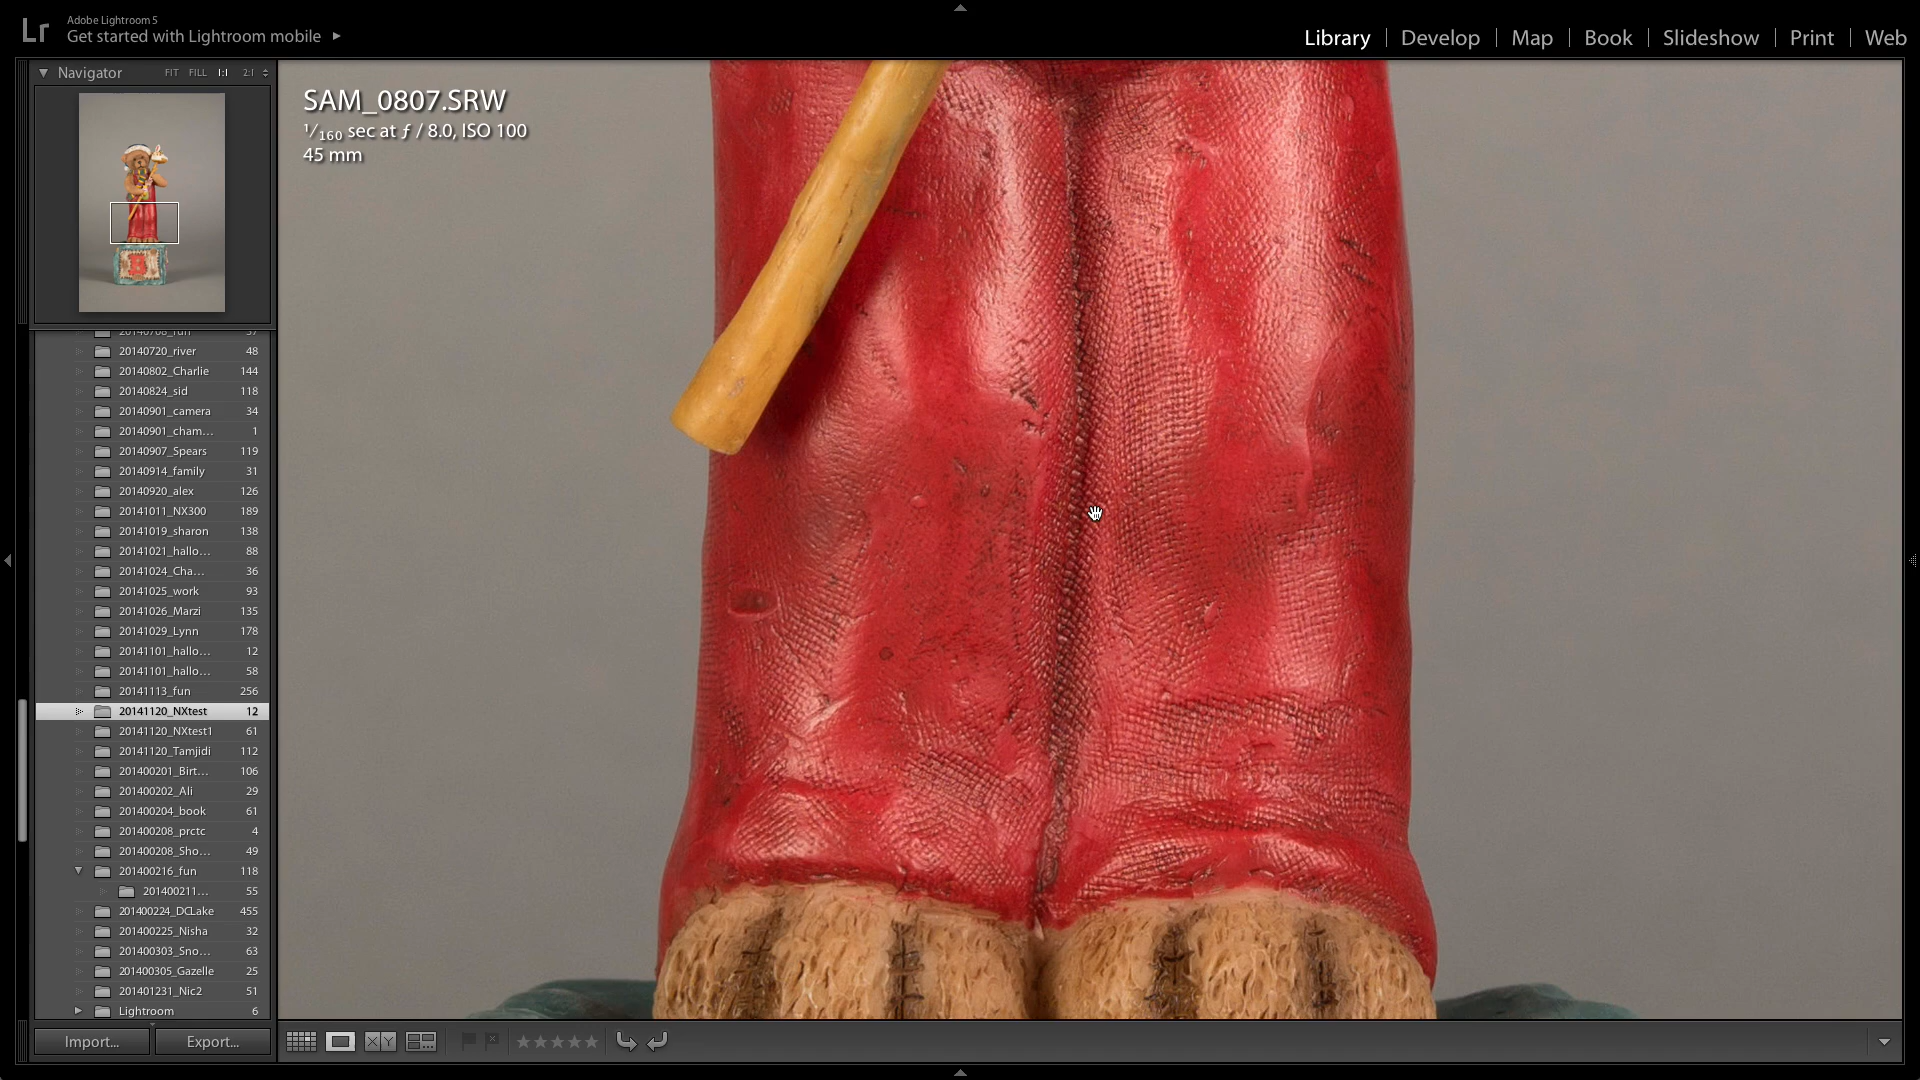 Lr
Adobe Lightroom 5
Get started with Lightroom mobile
Library | Develop | Map | Book | Slideshow | Print | Web
Navigator FIT FILL 1:1 2:1
SAM_0807.SRW
1/160 sec at ƒ / 8.0, ISO 100
45 mm
20140720_river 48
20140802_Charlie 144
20140824_sid 118
20140901_camera 34
20140901_cham... 1
20140907_Spears 119
20140914_family 31
20140920_alex 126
20141011_NX300 189
20141019_sharon 138
20141021_hallo... 88
20141024_Cha... 36
20141025_work 93
20141026_Marzi 135
20141029_Lynn 178
20141101_hallo... 12
20141101_hallo... 58
20141113_fun 256
20141120_NXtest 12
20141120_NXtest1 61
20141120_Tamjidi 112
201400201_Birt... 106
201400202_Ali 29
201400204_book 61
201400208_prctc 4
201400208_Sho... 49
201400216_fun 118
201400211... 55
201400224_DCLake 455
201400225_Nisha 32
201400303_Sno... 63
201400305_Gazelle 25
201401231_Nic2 51
Lightroom 6
Import... Export... XY